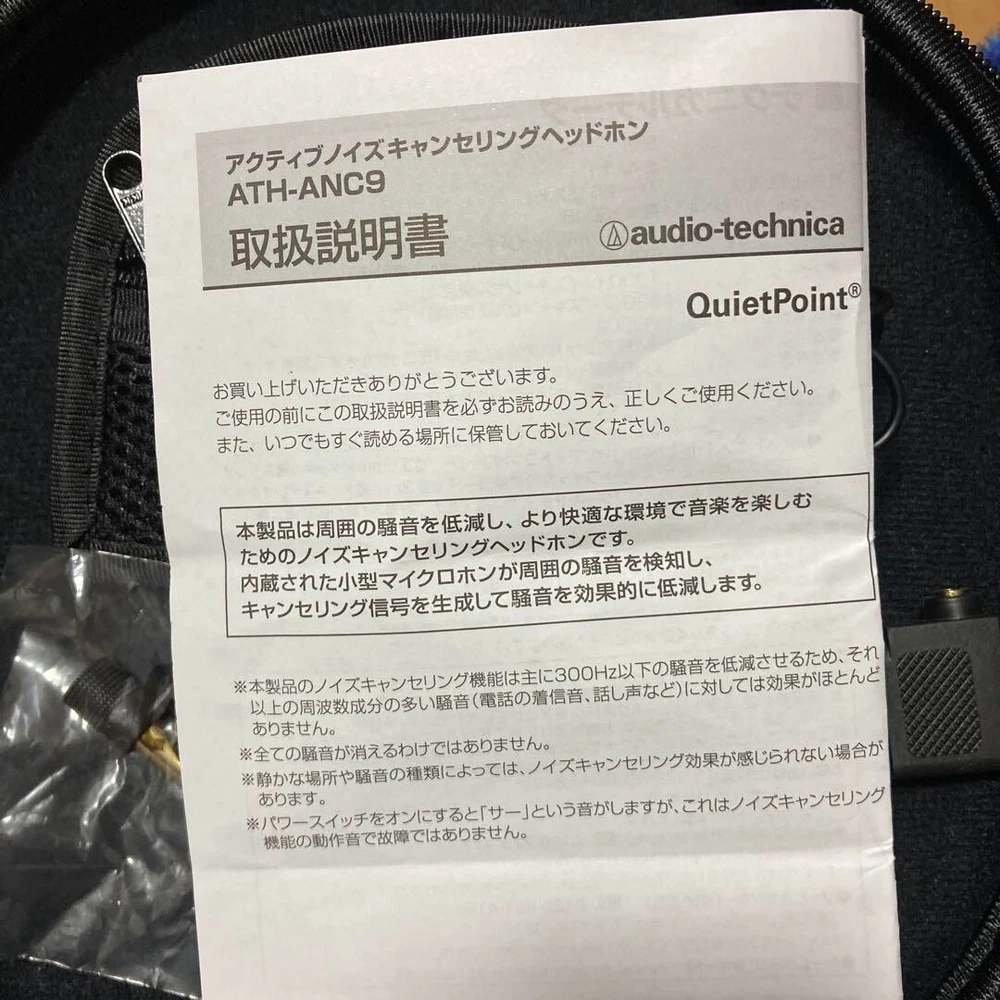 アクティブノイズキャンセリングヘッドホン
ATH-ANC9
取扱説明書
audio-technica
QuietPoint®
お買い上げいただきありがとうございます。
ご使用の前にこの取扱説明書を必ずお読みのうえ、正しくご使用ください。
また、いつでもすぐ読める場所に保管しておいてください。
本製品は周囲の騒音を低減し、より快適な環境で音楽を楽しむ
ためのノイズキャンセリングヘッドホンです。
内蔵された小型マイクロホンが周囲の騒音を検知し、
キャンセリング信号を生成して騒音を効果的に低減します。
※本製品のノイズキャンセリング機能は主に300Hz以下の騒音を低減させるため、それ
以上の周波数成分の多い騒音(電話の着信音、話し声など)に対しては効果がほとんど
ありません。
※全ての騒音が消えるわけではありません。
※静かな場所や騒音の種類によっては、ノイズキャンセリング効果が感じられない場合が
あります。
※パワースイッチをオンにすると「サー」という音がしますが、これはノイズキャンセリング
機能の動作音で故障ではありません。